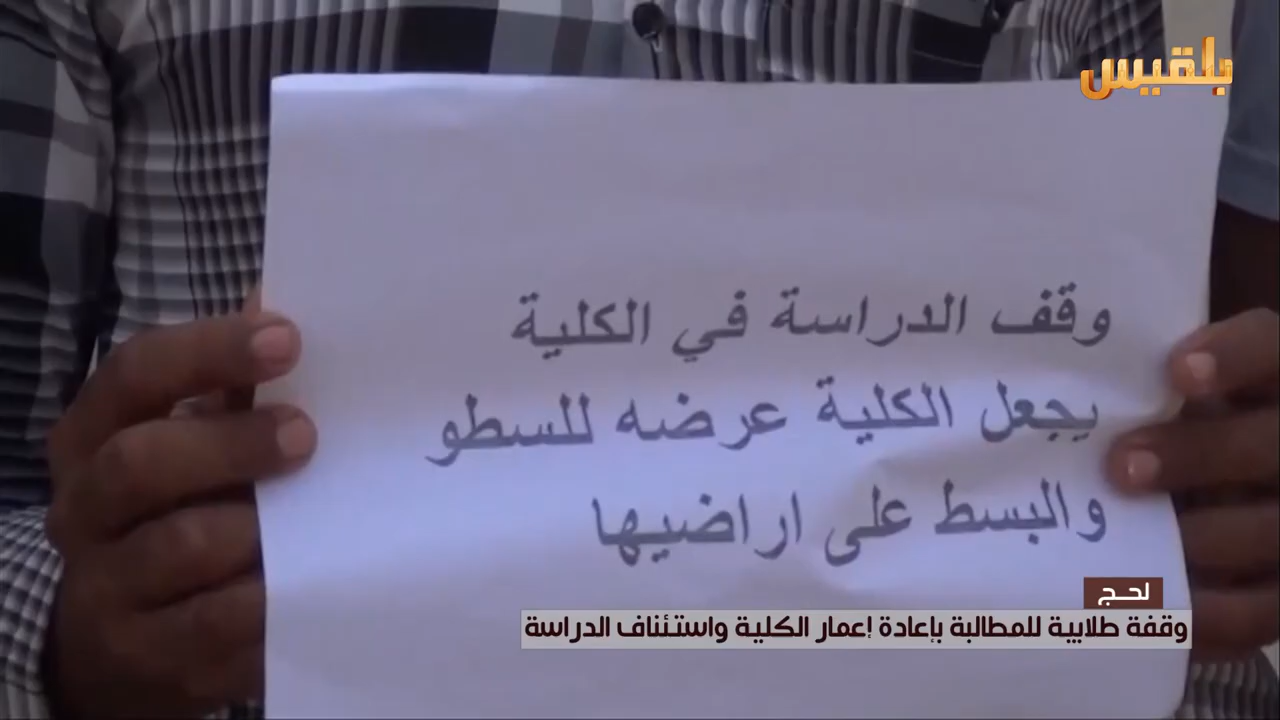 بلقيس
وقف الدراسة في الكلية
يجعل الكلية عرضه للسطو
والبسط على اراضيها
لحج
وقفة طلابية للمطالبة بإعادة إعمار الكلية واستئناف الدراسة